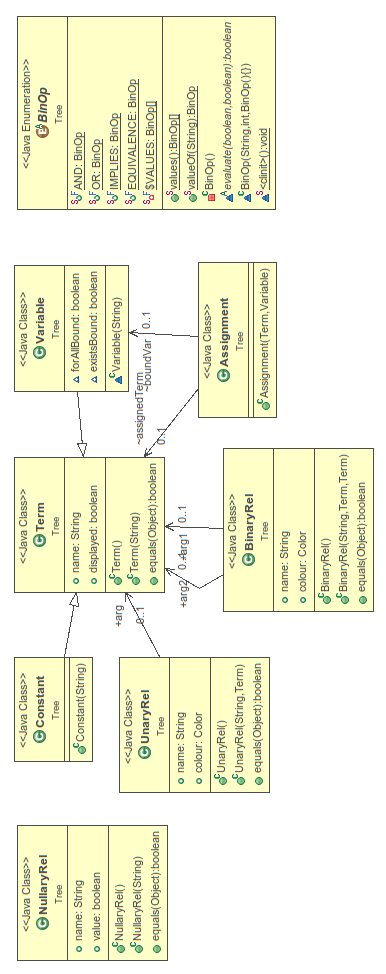 <<Java Class>>
NullaryRel
Tree
name: String
value: boolean
NullaryRel()
NullaryRel(String)
equals(Object):boolean
<<Java Class>>
Constant
Tree
Constant(String)
<<Java Class>>
UnaryRel
Tree
name: String
colour: Color
UnaryRel()
UnaryRel(String,Term)
equals(Object):boolean
+arg
0..1
<<Java Class>>
Term
Tree
name: String
displayed: boolean
Term()
Term(String)
equals(Object):boolean
+arg2
0..1
+arg1
0..1
<<Java Class>>
BinaryRel
Tree
name: String
colour: Color
BinaryRel()
BinaryRel(String,Term,Term)
equals(Object):boolean
<<Java Class>>
Variable
Tree
forAllBound: boolean
existsBound: boolean
Variable(String)
~assignedTerm
0..1
~boundVar
0..1
<<Java Class>>
Assignment
Tree
Assignment(Term,Variable)
<<Java Enumeration>>
BinOp
Tree
AND: BinOp
OR: BinOp
IMPLIES: BinOp
EQUIVALENCE: BinOp
$VALUES: BinOp[]
values():BinOp[]
valueOf(String):BinOp
BinOp()
evaluate(boolean,boolean):boolean
BinOp(String,int,BinOp(){})
<clinit>():void